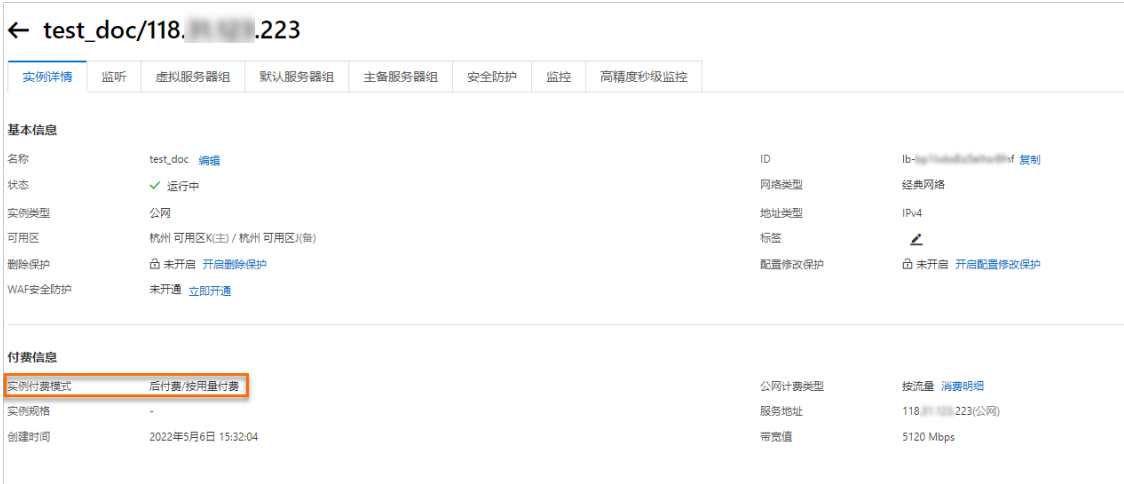 test_doc/118. .223
实例详情 监听 虚拟服务器组 默认服务器组 主备服务器组 安全防护 监控 高精度秒级监控
基本信息
名称 test_doc 编辑 ID lb- f 复制
状态 运行中 网络类型 经典网络
实例类型 公网 地址类型 IPv4
可用区 杭州 可用区K(主) / 杭州 可用区J(备) 标签
删除保护 未开启 开启删除保护 配置修改保护 未开启 开启配置修改保护
WAF安全防护 未开通 立即开通
付费信息
实例付费模式 后付费/按用量付费 公网计费类型 按流量 消费明细
实例规格 - 服务地址 118. .223(公网)
创建时间 2022年5月6日 15:32:04 带宽值 5120 Mbps